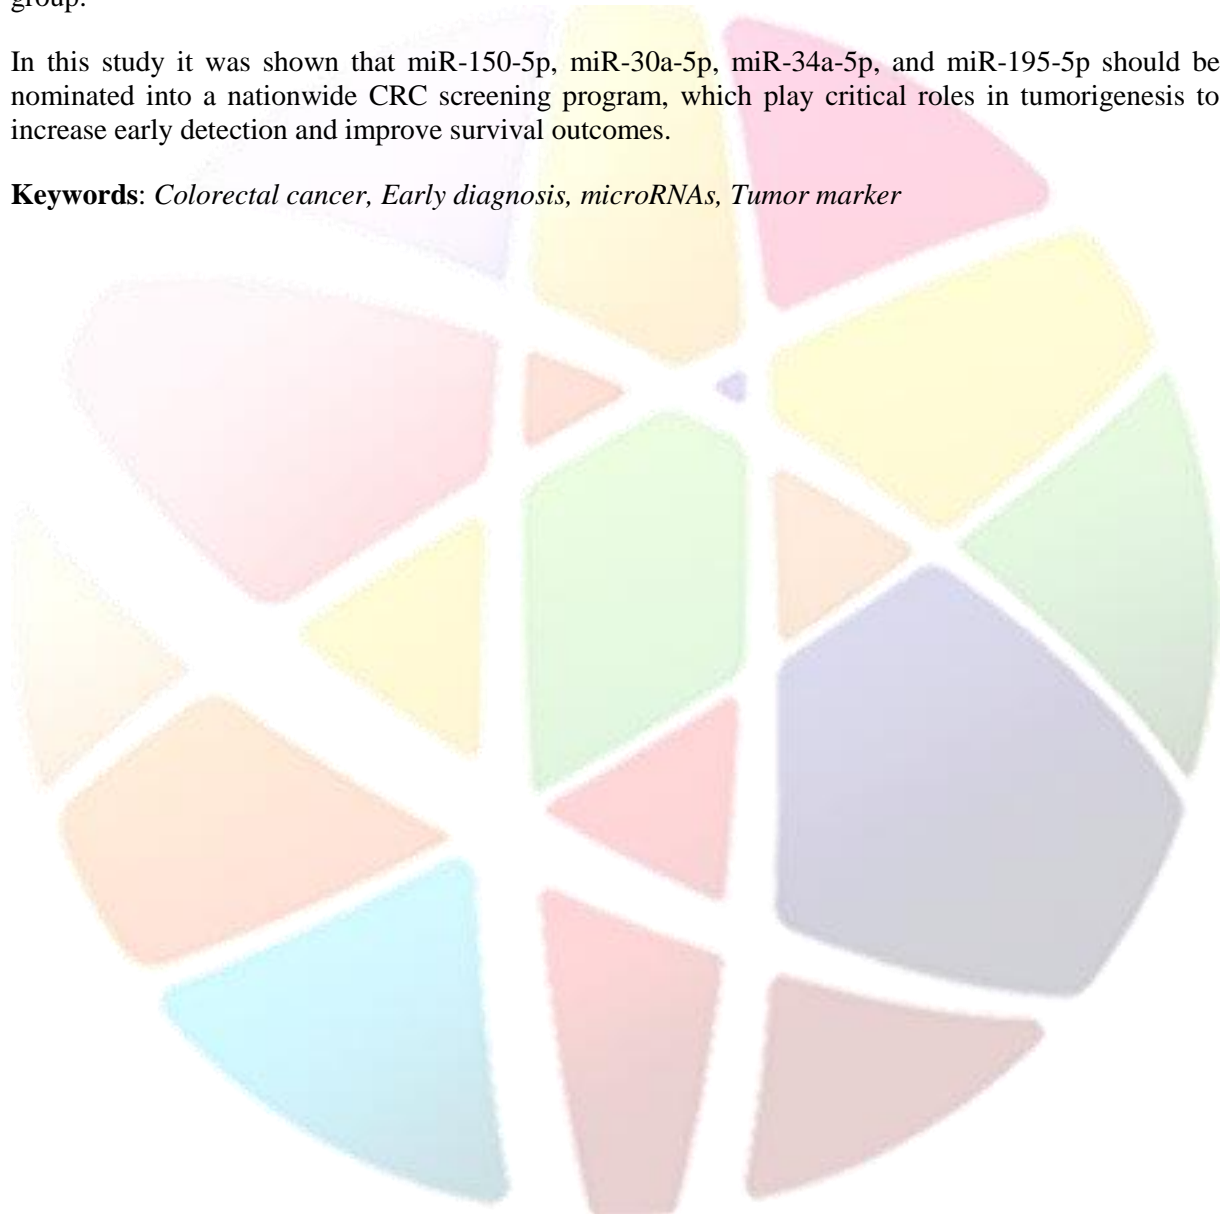 group.
In this study it was shown that miR-150-5p, miR-30a-5p, miR-34a-5p, and miR-195-5p should be
nominated into a nationwide CRC screening program, which play critical roles in tumorigenesis to
increase early detection and improve survival outcomes.
Keywords: Colorectal cancer, Early diagnosis, microRNAs, Tumor marker